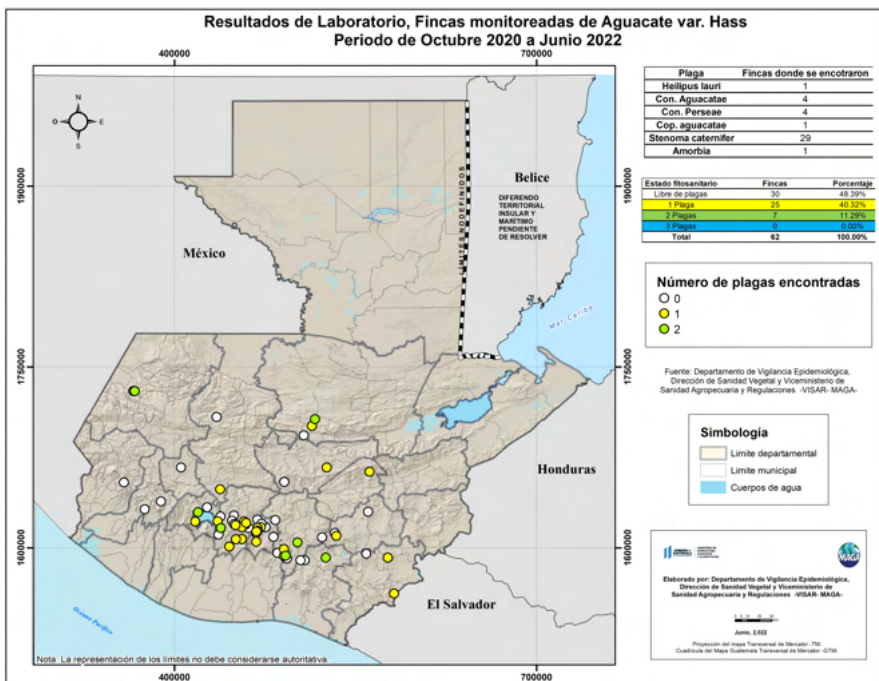 Resultados de Laboratorio, Fincas monitoreadas de Aguacate var. Hass
Periodo de Octubre 2020 a Junio 2022
400000 700000
N
O E
S
1900000
1750000
1600000
México
Belice
DIFERENDO
TERRITORIAL
INSULAR Y
MARÍTIMO
PENDIENTE
DE RESOLVER
LÍMITES NO DEFINIDOS
Mar Caribe
Honduras
El Salvador
Océano Pacífico
Nota: La representación de los límites no debe considerarse autoritativa.
400000 700000
1900000
1750000
1600000
Plaga Fincas donde se encotraron
Heilipus lauri 1
Con. Aguacatae 4
Con. Perseae 4
Cop. aguacatae 1
Stenoma caternifer 29
Amorbia 1
Estado fitosanitario Fincas Porcentaje
Libre de plagas 30 48.39%
1 Plaga 25 40.32%
2 Plagas 7 11.29%
3 Plagas 0 0.00%
Total 62 100.00%
Número de plagas encontradas
0
1
2
Fuente: Departamento de Vigilancia Epidemiológica,
Dirección de Sanidad Vegetal y Viceministerio de
Sanidad Agropecuaria y Regulaciones -VISAR- MAGA-
Simbología
Limite departamental
Limite municipal
Cuerpos de agua
MAGA
Elaborado por: Departamento de Vigilancia Epidemiológica,
Dirección de Sanidad Vegetal y Viceministerio de
Sanidad Agropecuaria y Regulaciones -VISAR- MAGA-
Junio, 2,022
Proyección del mapa Transversal de Mercator -TM-
Cuadrícula del Mapa Guatemala Transversal de Mercator -GTM-